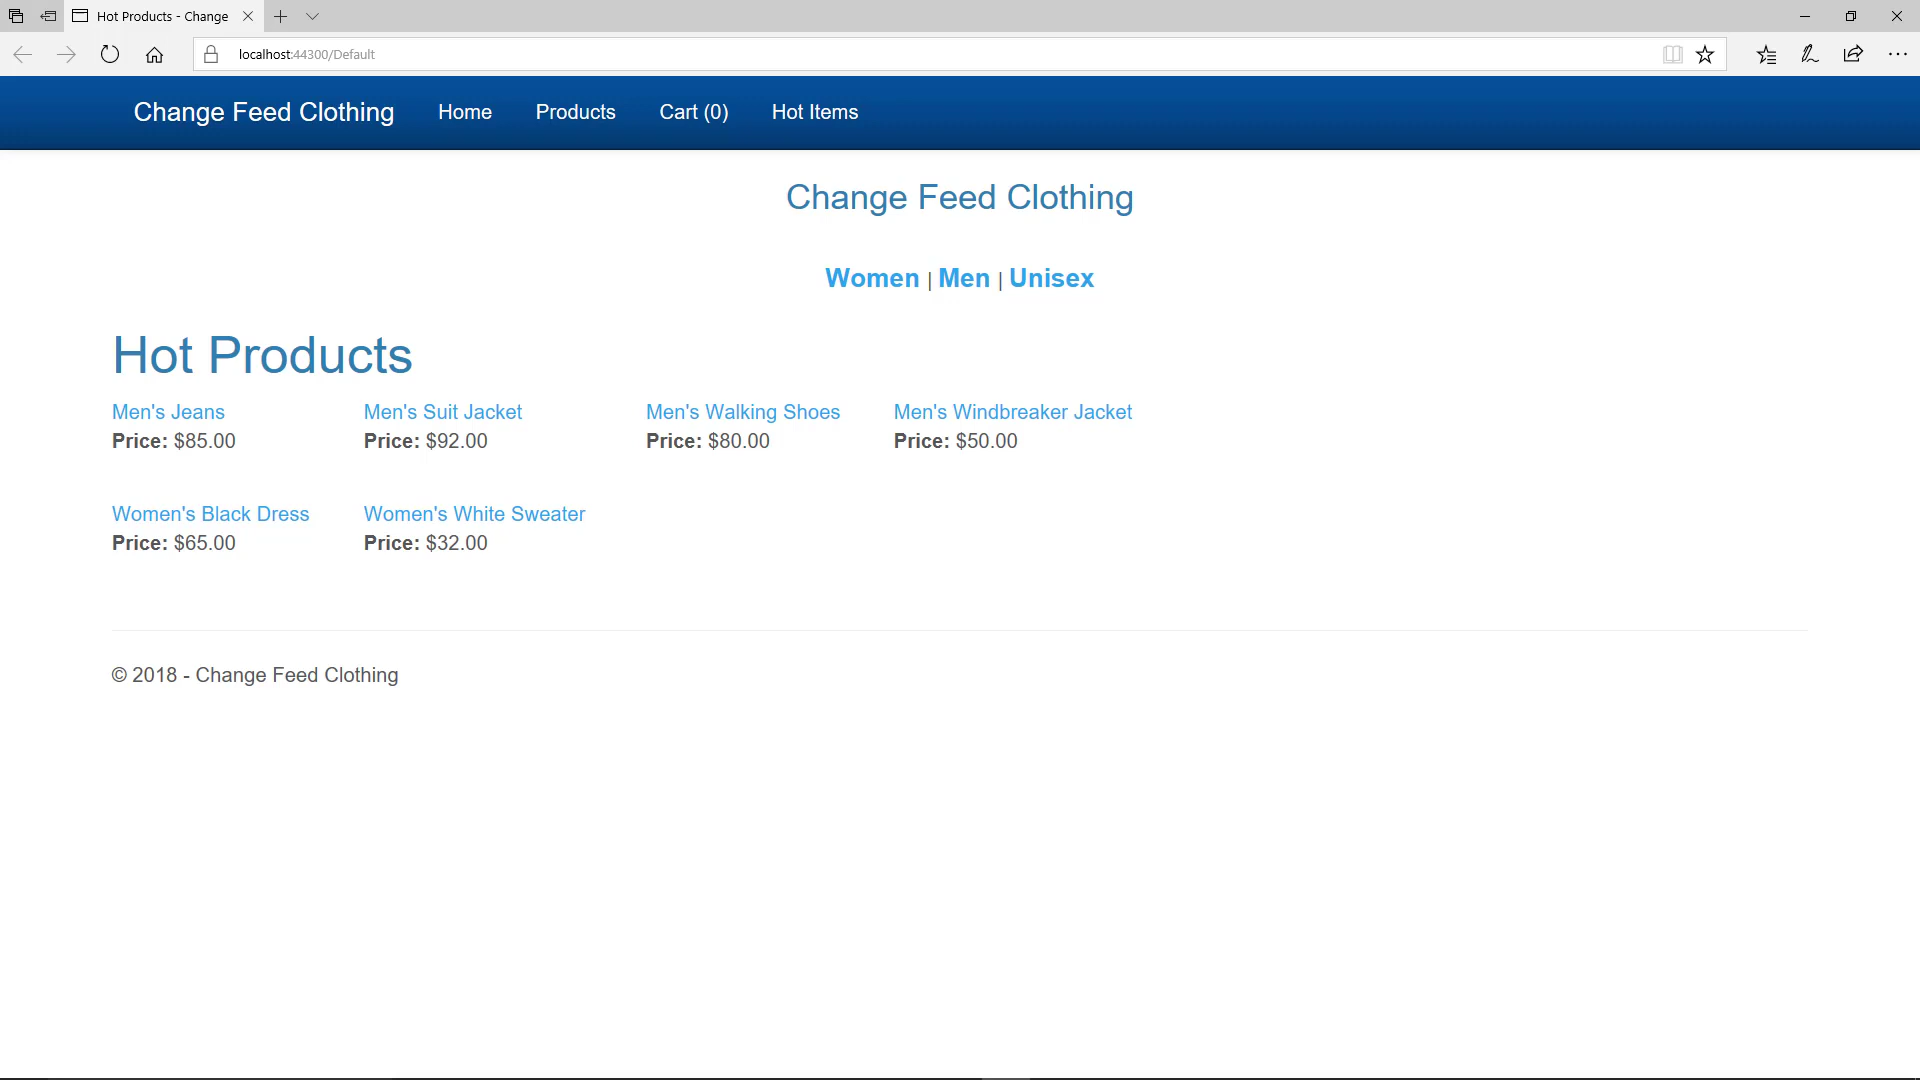 Hot Products - Change
localhost:44300/Default
Change Feed Clothing Home Products Cart (0) Hot Items
Change Feed Clothing
Women | Men | Unisex
Hot Products
Men's Jeans Men's Suit Jacket Men's Walking Shoes Men's Windbreaker Jacket
Price: $85.00 Price: $92.00 Price: $80.00 Price: $50.00
Women's Black Dress Women's White Sweater
Price: $65.00 Price: $32.00
© 2018 - Change Feed Clothing